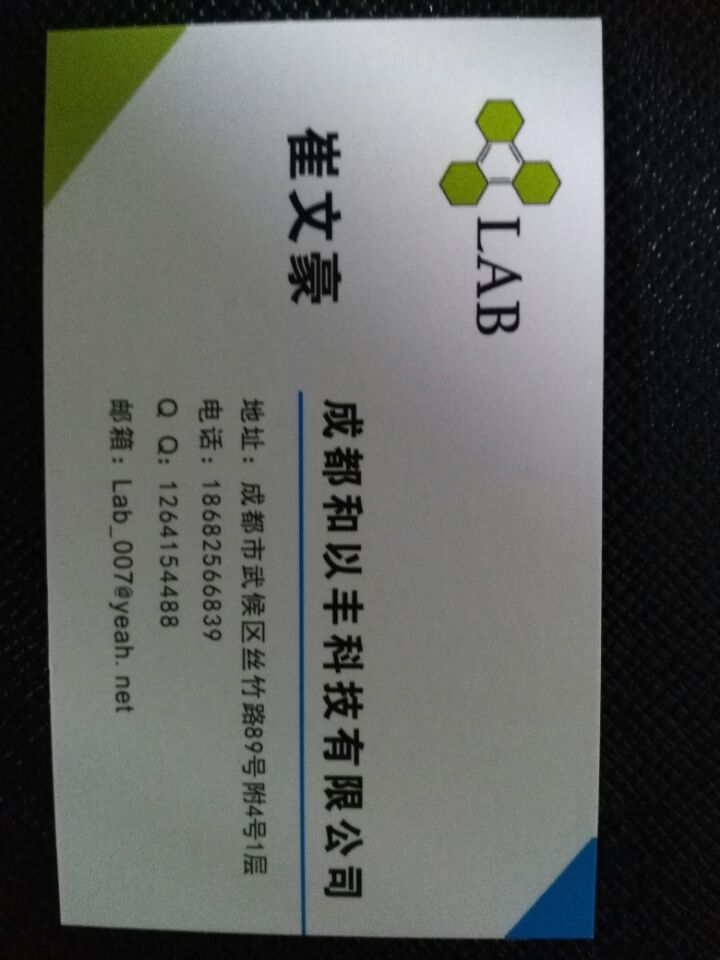 LAB
崔文豪
成都和以丰科技有限公司
地址：成都市武候区丝竹路89号附4号1层
电话：18682566839
Q Q：1264154488
邮箱：Lab_007@yeah.net